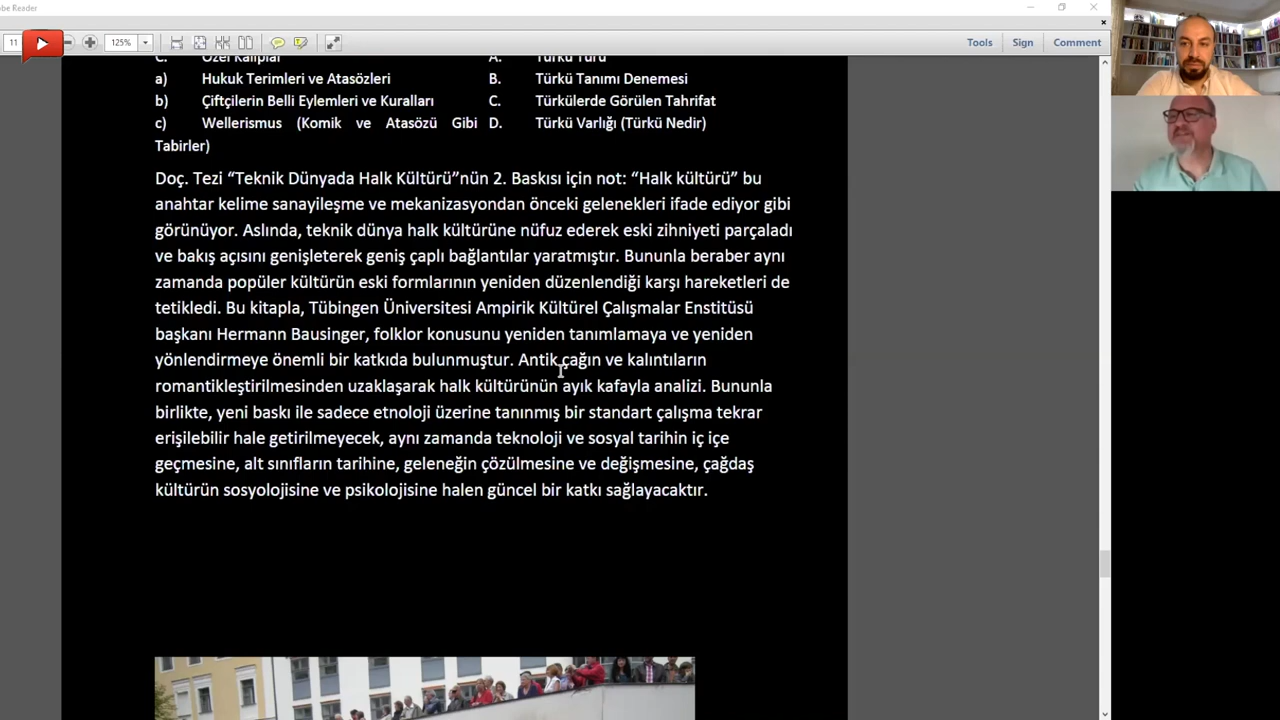 dobe Reader
11
125%
Tools Sign Comment
C. Özel Kalıplar A. Türkü Türü
a) Hukuk Terimleri ve Atasözleri B. Türkü Tanımı Denemesi
b) Çiftçilerin Belli Eylemleri ve Kuralları C. Türkülerde Görülen Tahrifat
c) Wellerismus (Komik ve Atasözü Gibi D. Türkü Varlığı (Türkü Nedir)
Tabirler)
Doç. Tezi “Teknik Dünyada Halk Kültürü”nün 2. Baskısı için not: “Halk kültürü” bu
anahtar kelime sanayileşme ve mekanizasyondan önceki gelenekleri ifade ediyor gibi
görünüyor. Aslında, teknik dünya halk kültürüne nüfuz ederek eski zihniyeti parçaladı
ve bakış açısını genişleterek geniş çaplı bağlantılar yaratmıştır. Bununla beraber aynı
zamanda popüler kültürün eski formlarının yeniden düzenlendiği karşı hareketleri de
tetikledi. Bu kitapla, Tübingen Üniversitesi Ampirik Kültürel Çalışmalar Enstitüsü
başkanı Hermann Bausinger, folklor konusunu yeniden tanımlamaya ve yeniden
yönlendirmeye önemli bir katkıda bulunmuştur. Antik çağın ve kalıntıların
romantikleştirilmesinden uzaklaşarak halk kültürünün ayık kafayla analizi. Bununla
birlikte, yeni baskı ile sadece etnoloji üzerine tanınmış bir standart çalışma tekrar
erişilebilir hale getirilmeyecek, aynı zamanda teknoloji ve sosyal tarihin iç içe
geçmesine, alt sınıfların tarihine, geleneğin çözülmesine ve değişmesine, çağdaş
kültürün sosyolojisine ve psikolojisine halen güncel bir katkı sağlayacaktır.